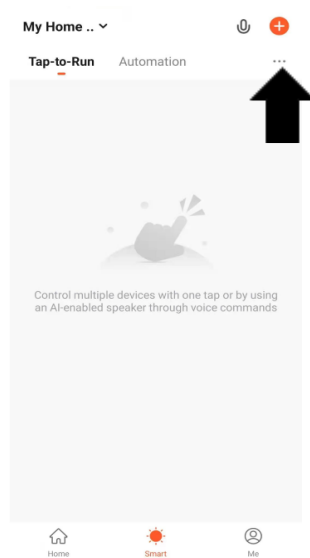 My Home ..
Tap-to-Run Automation ...
Control multiple devices with one tap or by using
an AI-enabled speaker through voice commands
Home Smart Me